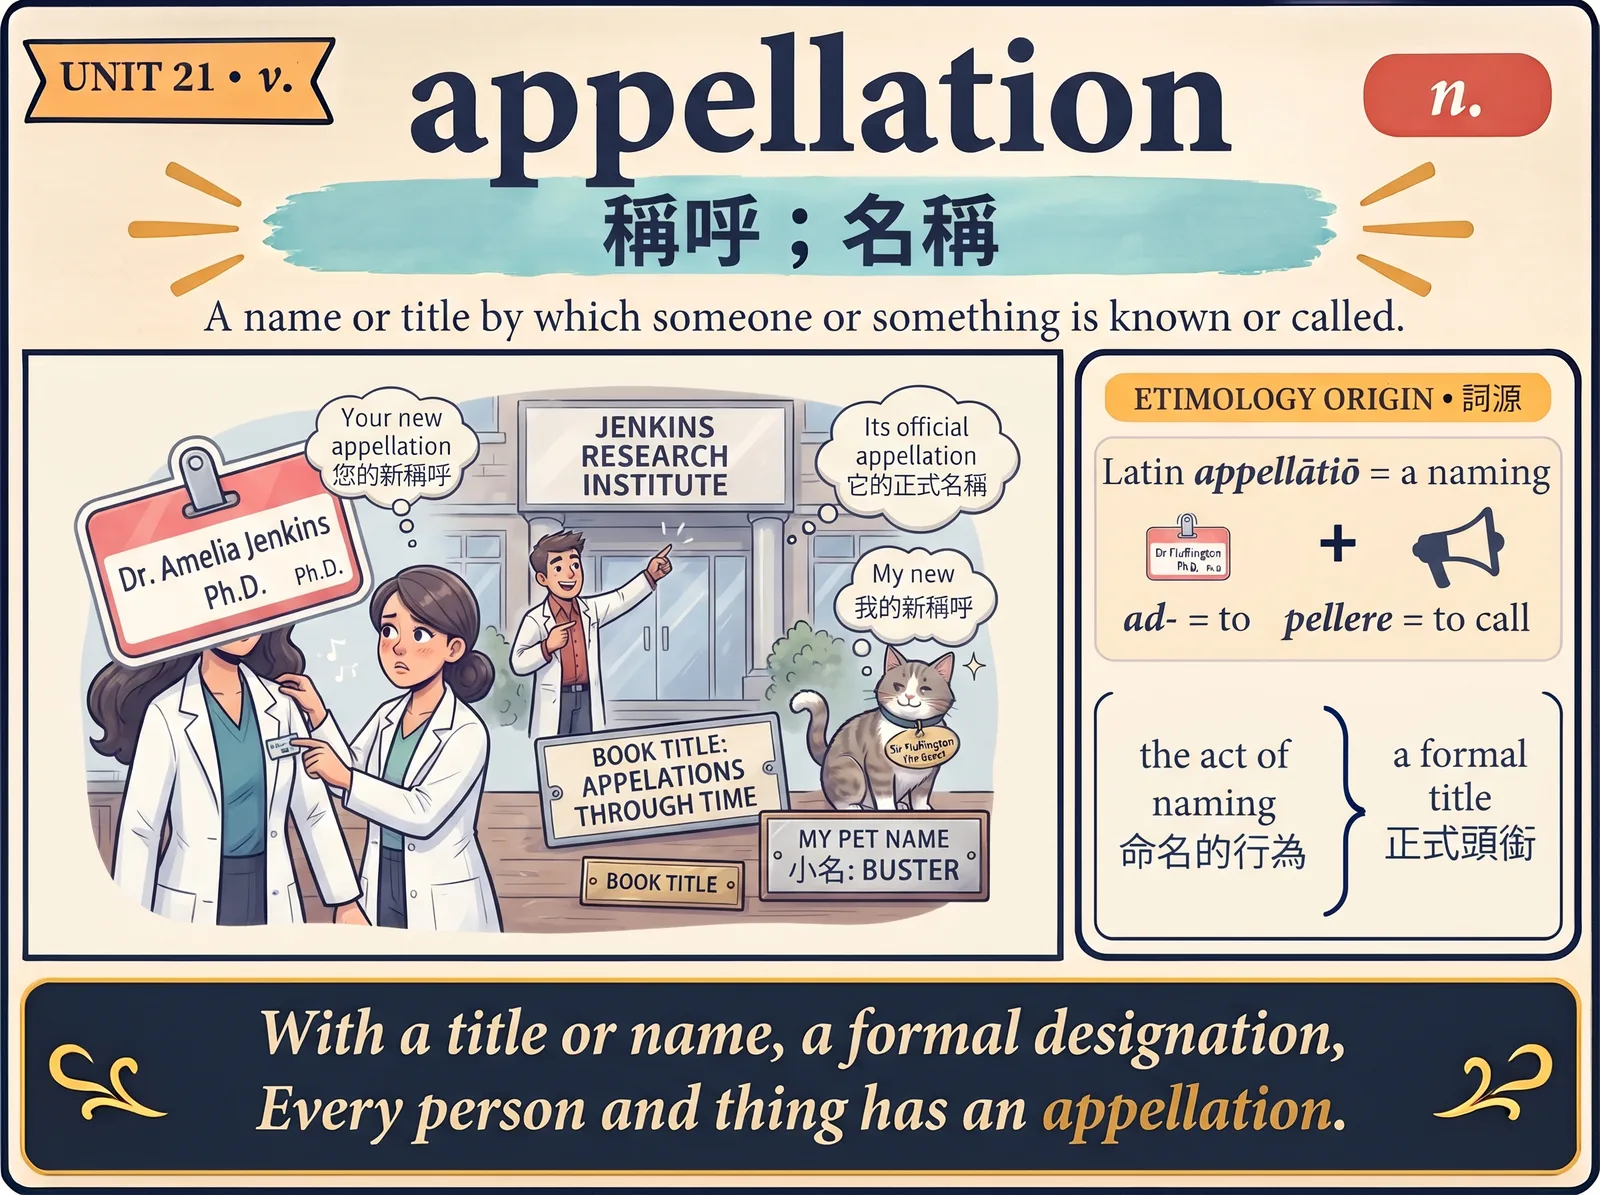 UNIT 21 • v.
appellation
n.
稱呼；名稱
A name or title by which someone or something is known or called.
Your new
appellation
您的新稱呼
JENKINS
RESEARCH
INSTITUTE
Its official
appellation
它的正式名稱
Dr. Amelia Jenkins
Ph.D. Ph.D.
My new
我的新稱呼
Sir Fluffington
The
BOOK TITLE:
APPELATIONS
THROUGH TIME
MY PET NAME
小名: BUSTER
BOOK TITLE
ETIMOLOGY ORIGIN • 詞源
Latin appellātiō = a naming
Dr Fluffington
Ph D.
+
ad- = to
pellere = to call
the act of
naming
命名的行為
a formal
title
正式頭銜
With a title or name, a formal designation,
Every person and thing has an appellation.